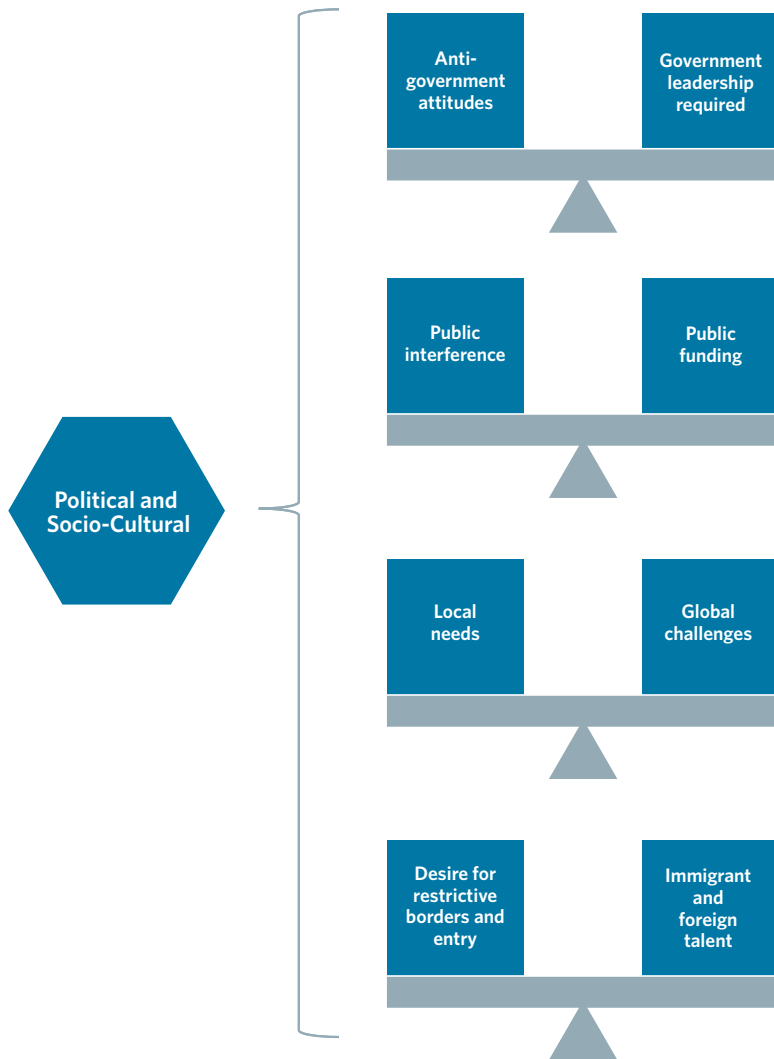 Anti-
government
attitudes
Government
leadership
required
Public
interference
Public
funding
Political and
Socio-Cultural
Local
needs
Global
challenges
Desire for
restrictive
borders and
entry
Immigrant
and
foreign
talent